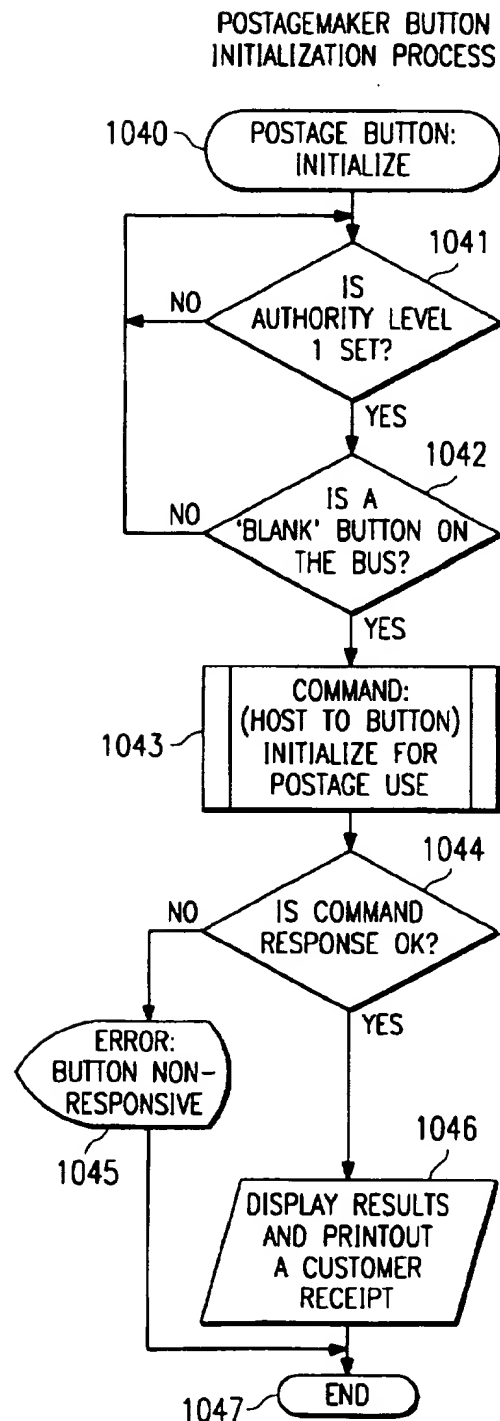 POSTAGEMAKER BUTTON
INITIALIZATION PROCESS
1040
POSTAGE BUTTON:
INITIALIZE
1041
IS
AUTHORITY LEVEL
1 SET?
NO
YES
1042
IS A
'BLANK' BUTTON ON
THE BUS?
NO
YES
1043
COMMAND:
(HOST TO BUTTON)
INITIALIZE FOR
POSTAGE USE
1044
IS COMMAND
RESPONSE OK?
NO
YES
ERROR:
BUTTON NON-
RESPONSIVE
1045
1046
DISPLAY RESULTS
AND PRINTOUT
A CUSTOMER
RECEIPT
END
1047